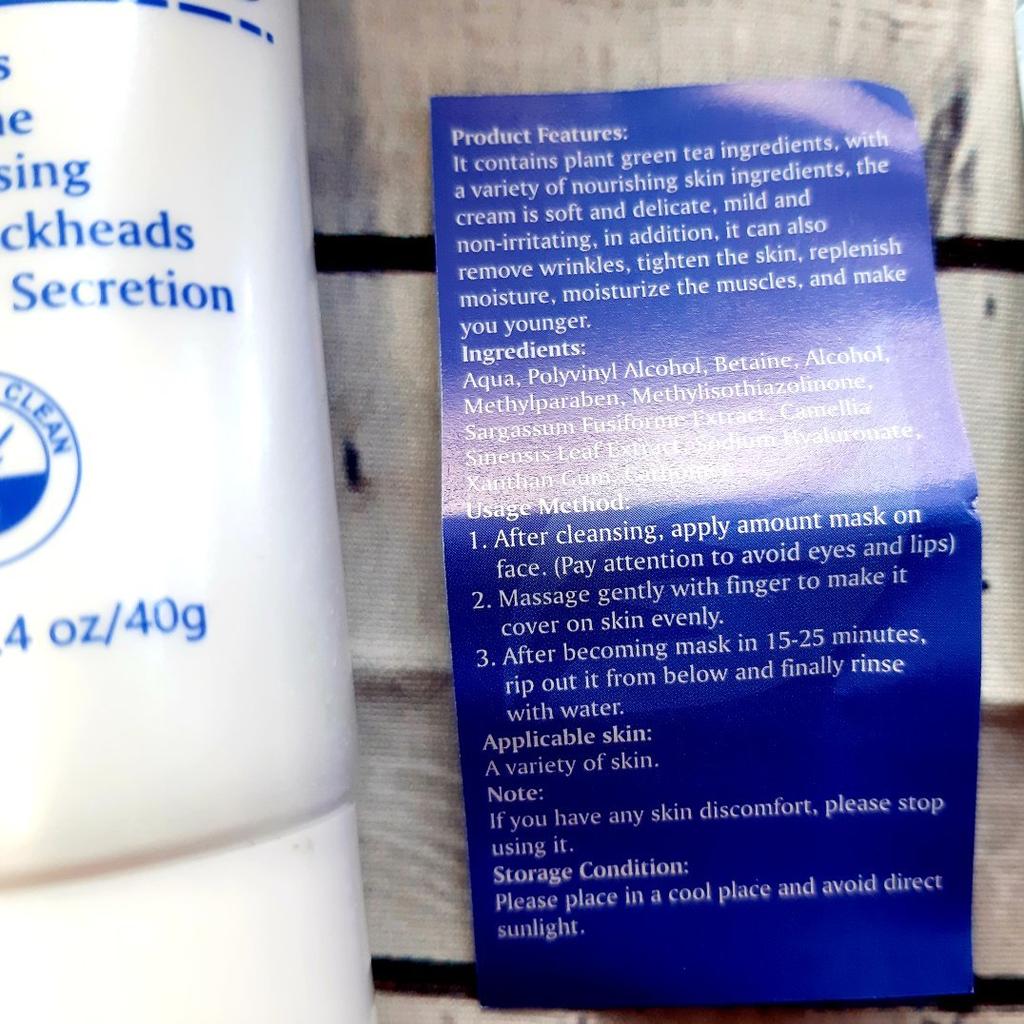 sing
ckheads
Secretion
CLEAN
4 oz/40g
Product Features:
It contains plant green tea ingredients, with
a variety of nourishing skin ingredients, the
cream is soft and delicate, mild and
non-irritating, in addition, it can also
remove wrinkles, tighten the skin, replenish
moisture, moisturize the muscles, and make
you younger.
Ingredients:
Aqua, Polyvinyl Alcohol, Betaine, Alcohol,
Methylparaben, Methylisothiazolinone,
Sargassum Fusiforme Extract, Camellia
Sinensis Leaf Extract, Sodium Hyaluronate,
Xanthan Gum,
Usage Method:
1. After cleansing, apply amount mask on
face. (Pay attention to avoid eyes and lips)
2. Massage gently with finger to make it
cover on skin evenly.
3. After becoming mask in 15-25 minutes,
rip out it from below and finally rinse
with water.
Applicable skin:
A variety of skin.
Note:
If you have any skin discomfort, please stop
using it.
Storage Condition:
Please place in a cool place and avoid direct
sunlight.